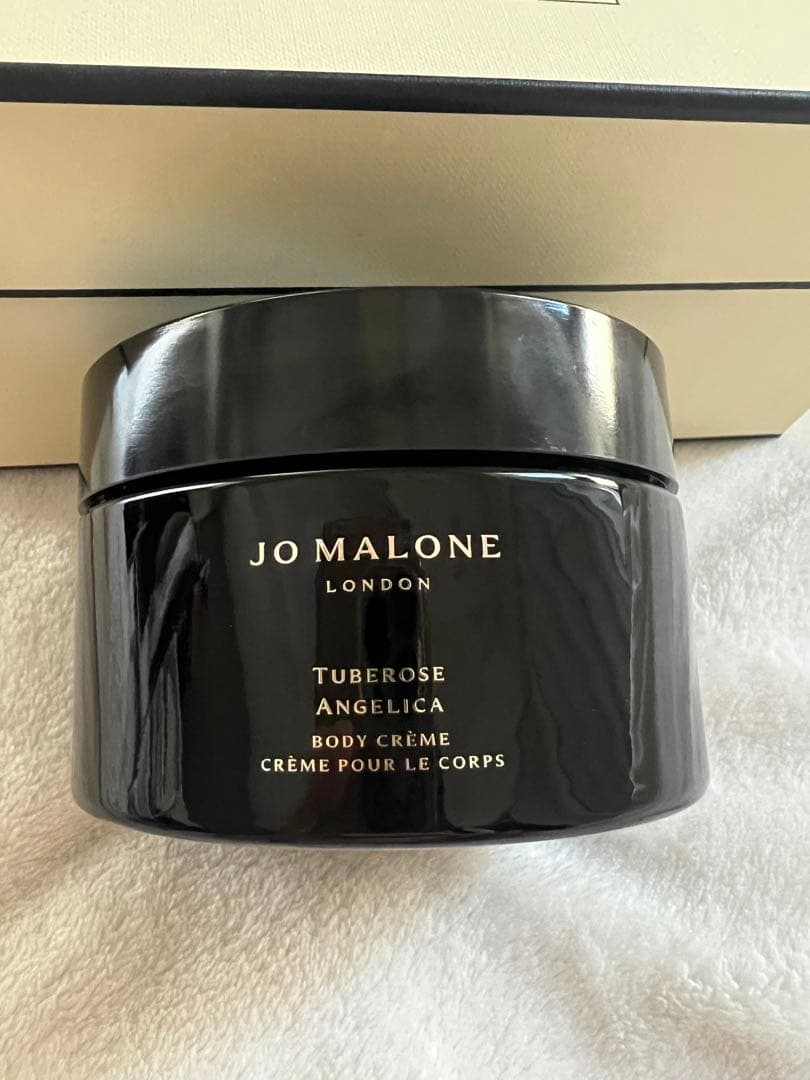 JO MALONE
LONDON
TUBEROSE
ANGELICA
BODY CRÈME
CRÈME POUR LE CORPS